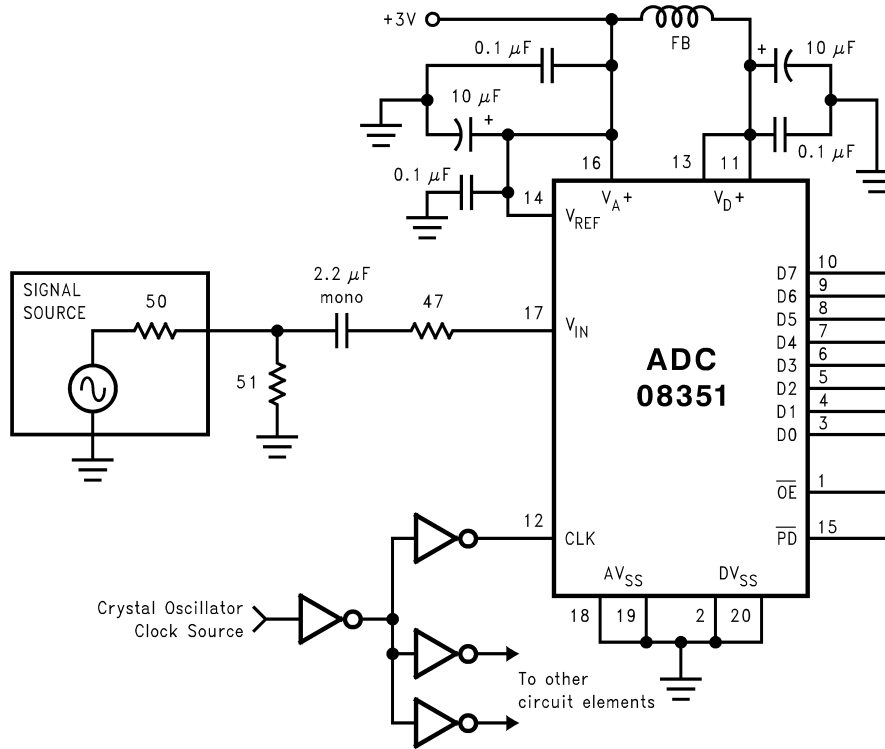 +3V
FB
0.1 μF
+ 10 μF
10 μF
+
0.1 μF
0.1 μF
16
13
11
14
V_A+
V_D+
V_REF
SIGNAL
SOURCE
50
2.2 μF
mono
47
17
V_IN
51
ADC
08351
D7 10
D6 9
D5 8
D4 7
D3 6
D2 5
D1 4
D0 3
O̅E̅ 1
P̅D̅ 15
12
CLK
AV_SS
DV_SS
18
19
2
20
Crystal Oscillator
Clock Source
To other
circuit elements